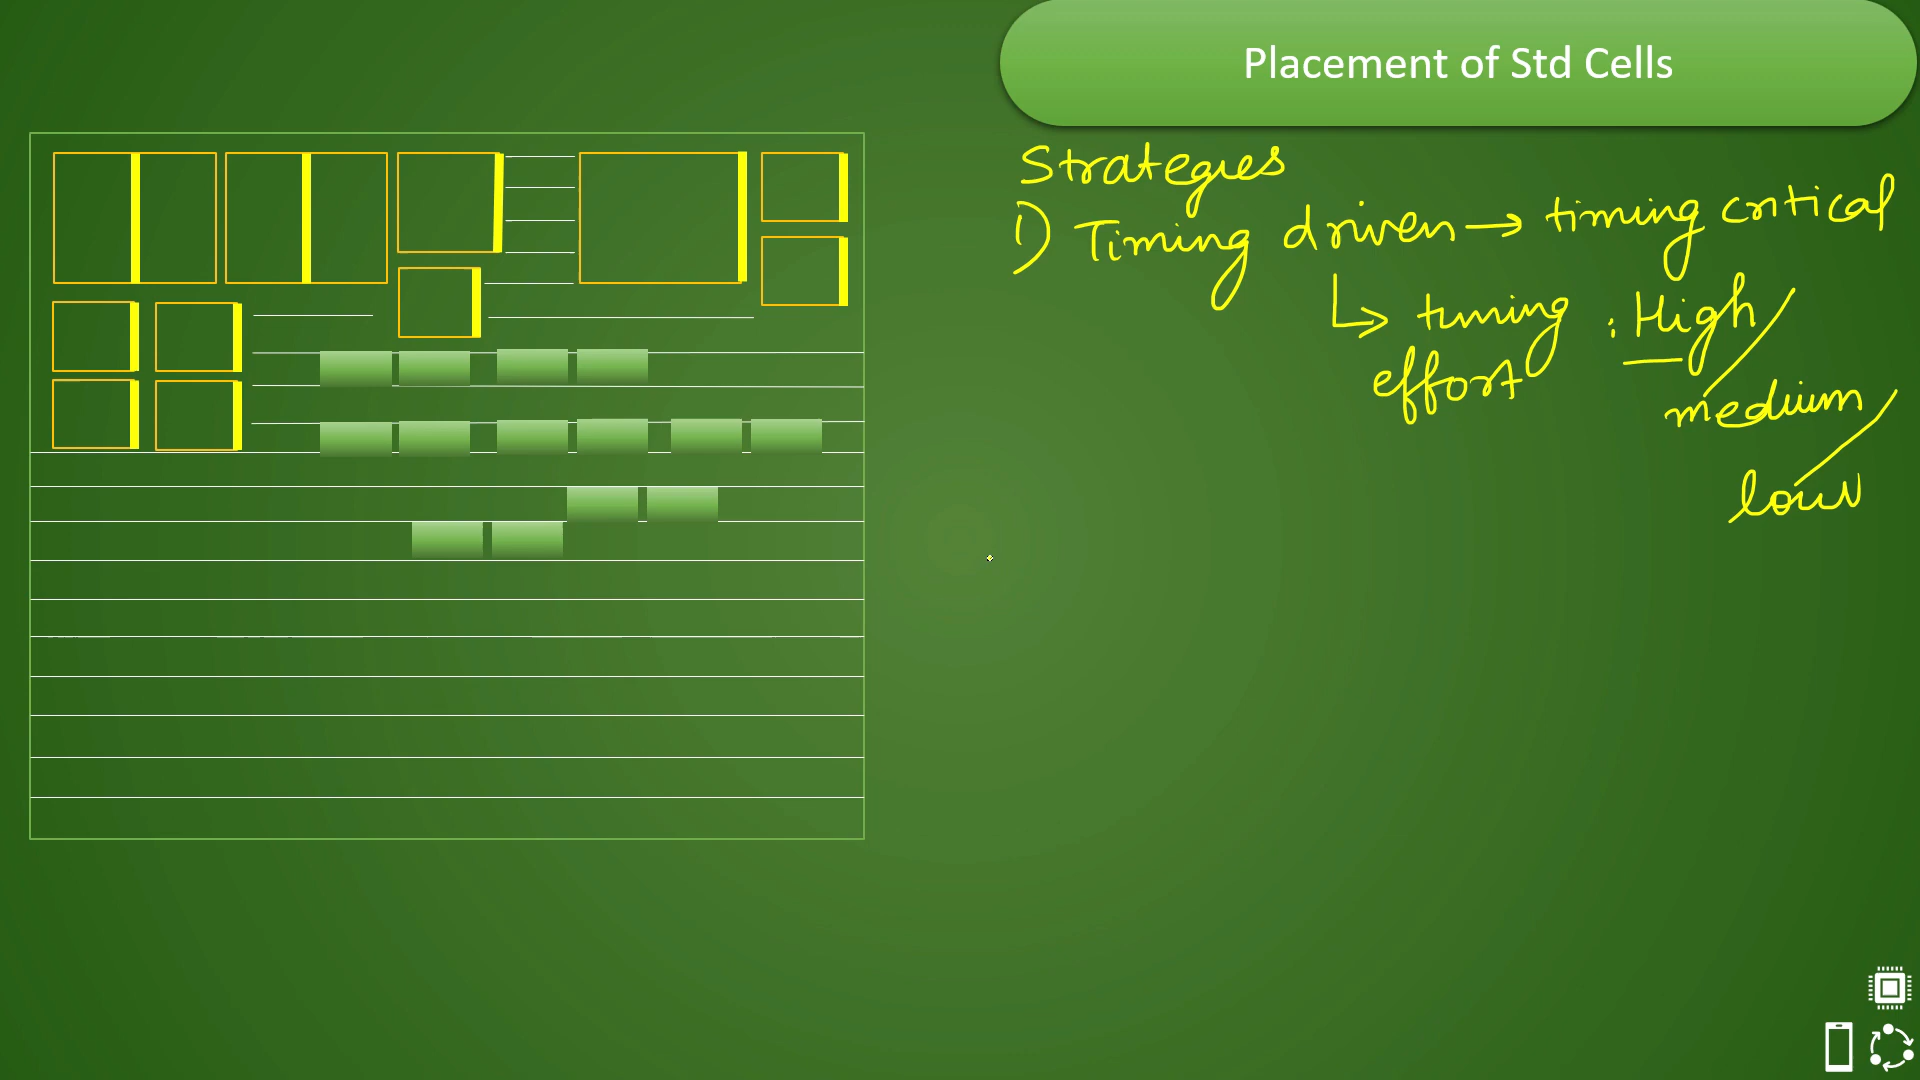 Placement of Std Cells
Strategies
1) Timing driven → timing critical
↳ timing : High /
effort medium /
low